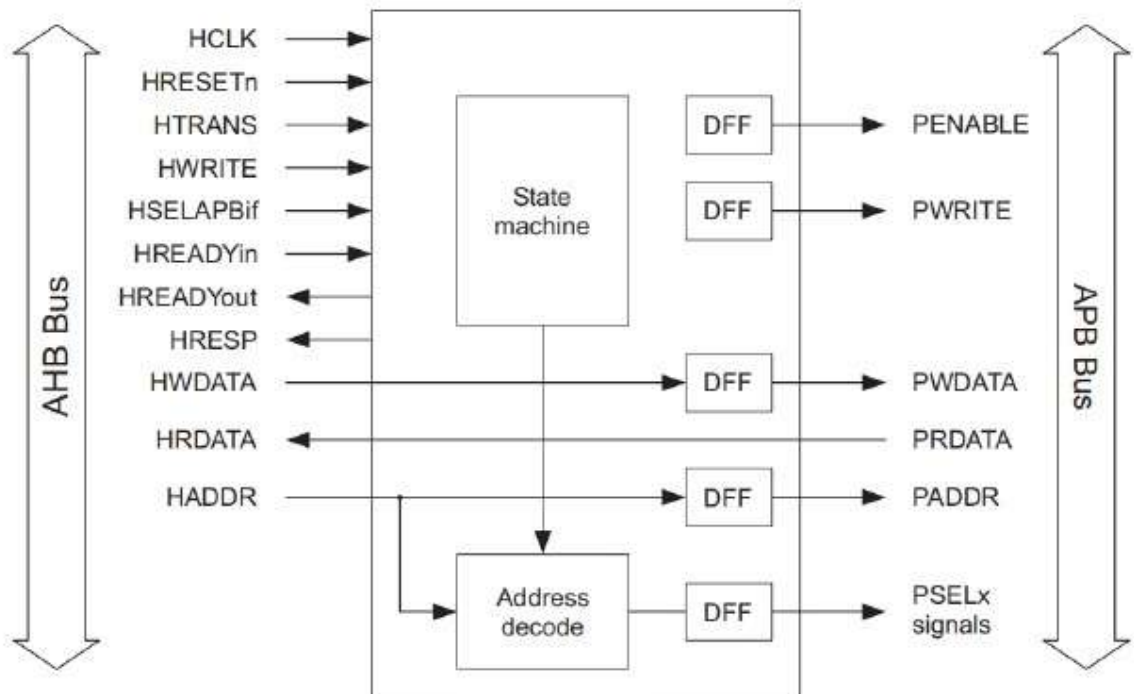 AHB Bus
HCLK
HRESETn
HTRANS
HWRITE
HSELAPBif
HREADYin
HREADYout
HRESP
HWDATA
HRDATA
HADDR
State
machine
Address
decode
DFF
DFF
DFF
DFF
DFF
PENABLE
PWRITE
PWDATA
PRDATA
PADDR
PSELx
signals
APB Bus